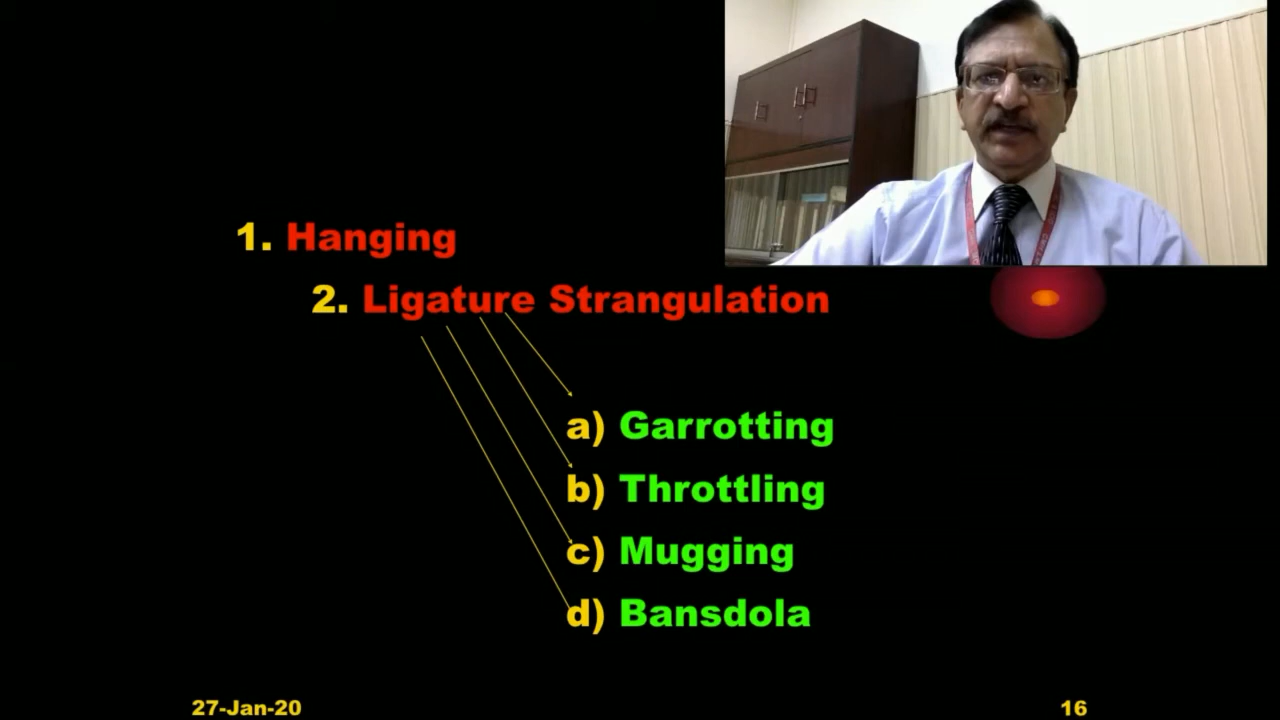 1. Hanging
2. Ligature Strangulation
a) Garrotting
b) Throttling
c) Mugging
d) Bansdola
27-Jan-20
16